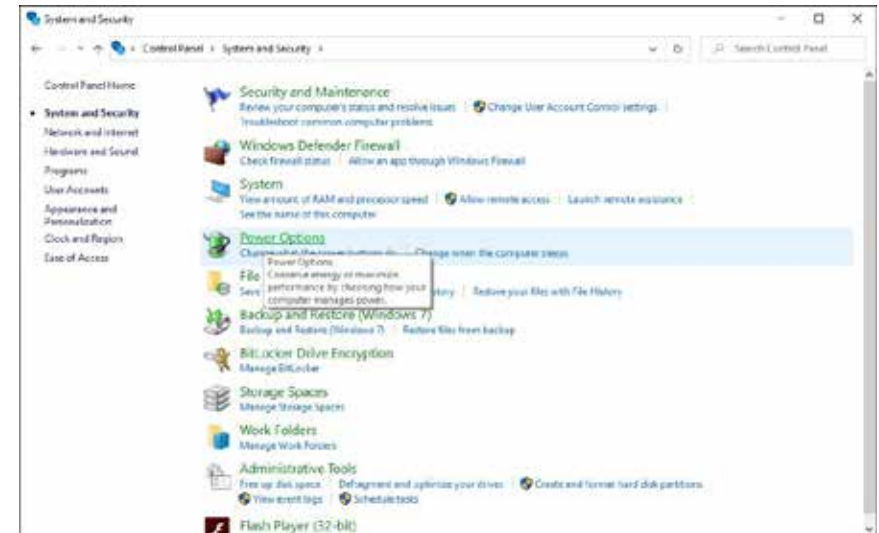 System and Security
Control Panel › System and Security ›
Search Control Panel
Control Panel Home
System and Security
Network and Internet
Hardware and Sound
Programs
User Accounts
Appearance and
Personalization
Clock and Region
Ease of Access
Security and Maintenance
Review your computer's status and resolve issues
Change User Account Control settings
Troubleshoot common computer problems
Windows Defender Firewall
Check firewall status
Allow an app through Windows Firewall
System
View amount of RAM and processor speed
Allow remote access
Launch remote assistance
See the name of this computer
Power Options
Change when the computer sleeps
Power Options
Conserve energy or maximize
performance by choosing how your
computer manages power.
File
Save
Restore your files with File History
Backup and Restore (Windows 7)
Backup and Restore (Windows 7)
Restore files from backup
BitLocker Drive Encryption
Manage BitLocker
Storage Spaces
Manage Storage Spaces
Work Folders
Manage Work Folders
Administrative Tools
Free up disk space
Defragment and optimize your drives
Create and format hard disk partitions
View event logs
Schedule tasks
Flash Player (32-bit)